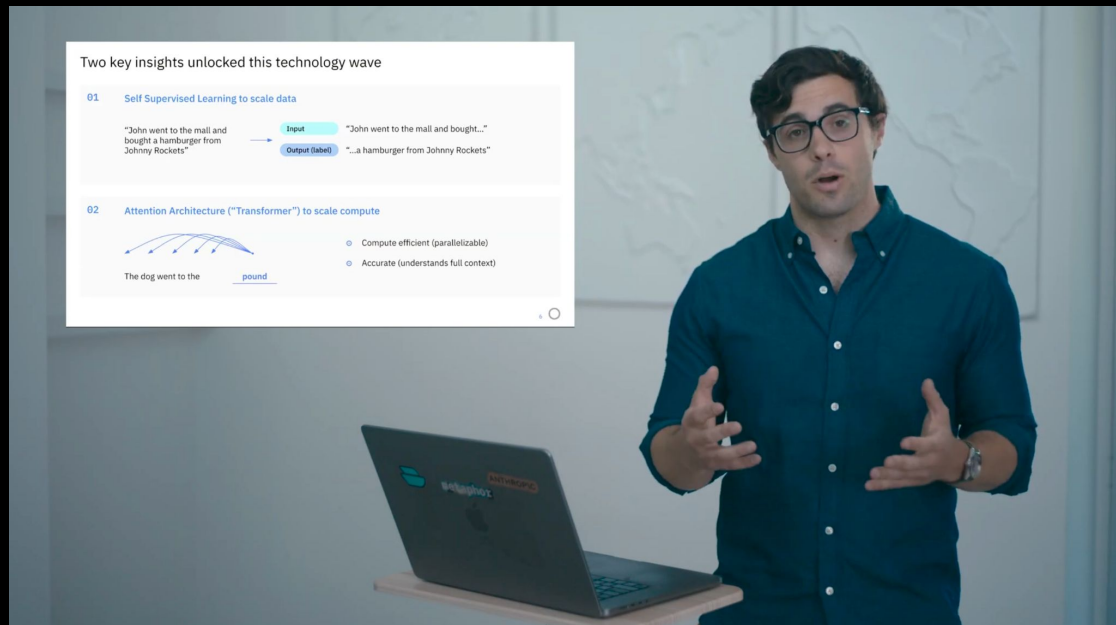 Two key insights unlocked this technology wave
01 Self Supervised Learning to scale data
"John went to the mall and
bought a hamburger from
Johnny Rockets"
Input "John went to the mall and bought..."
Output (label) "...a hamburger from Johnny Rockets"
02 Attention Architecture ("Transformer") to scale compute
Compute efficient (parallelizable)
Accurate (understands full context)
The dog went to the pound
metaphor
ANTHROPIC